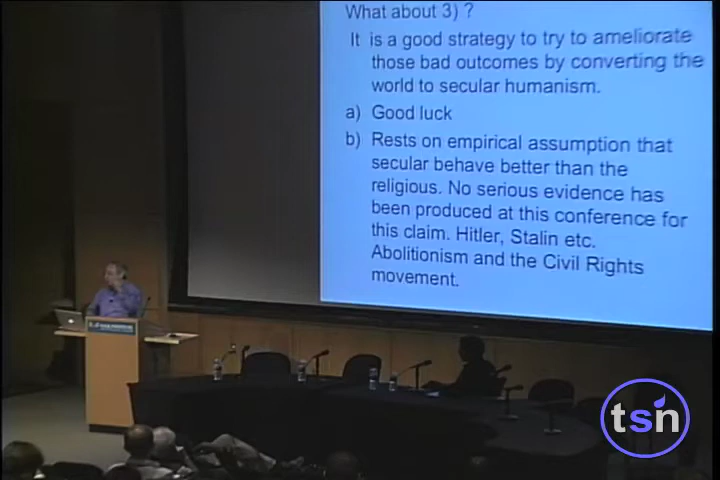 What about 3) ?
It is a good strategy to try to ameliorate
those bad outcomes by converting the
world to secular humanism.
a) Good luck
b) Rests on empirical assumption that
secular behave better than the
religious. No serious evidence has
been produced at this conference for
this claim. Hitler, Stalin etc.
Abolitionism and the Civil Rights
movement.
tsn